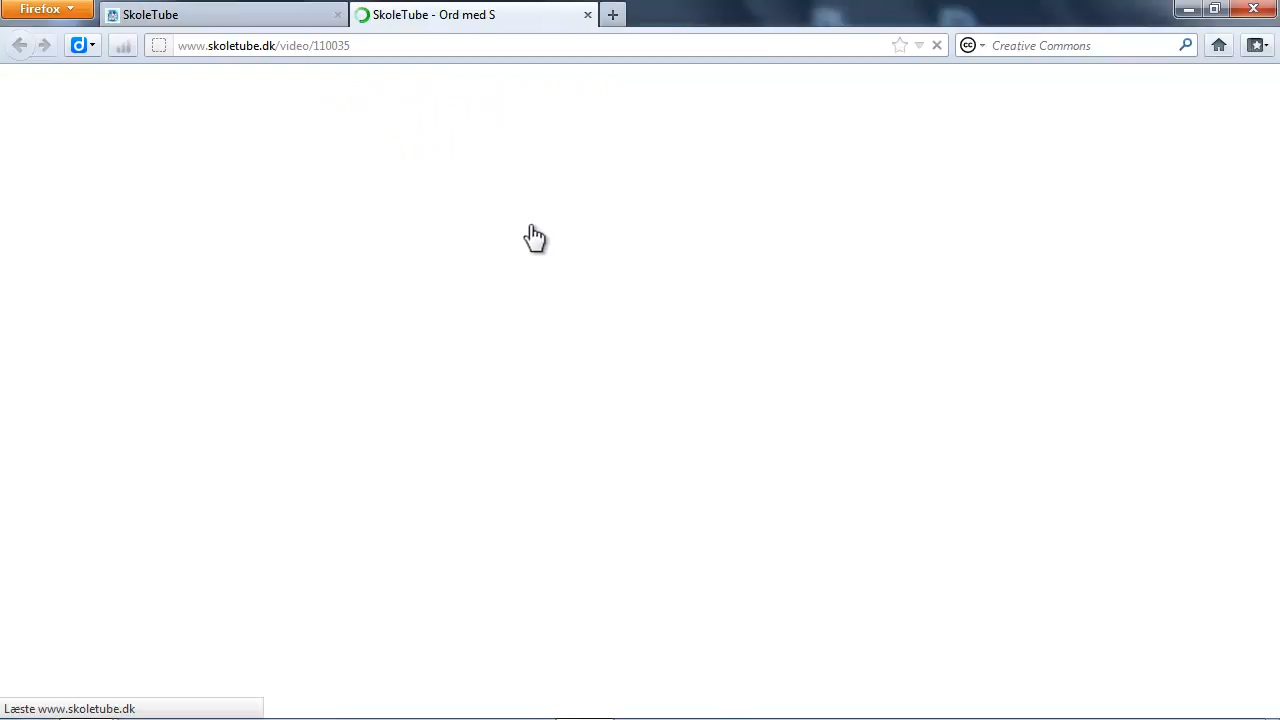 Firefox
SkoleTube
SkoleTube - Ord med S
www.skoletube.dk/video/110035
Creative Commons
Læste www.skoletube.dk